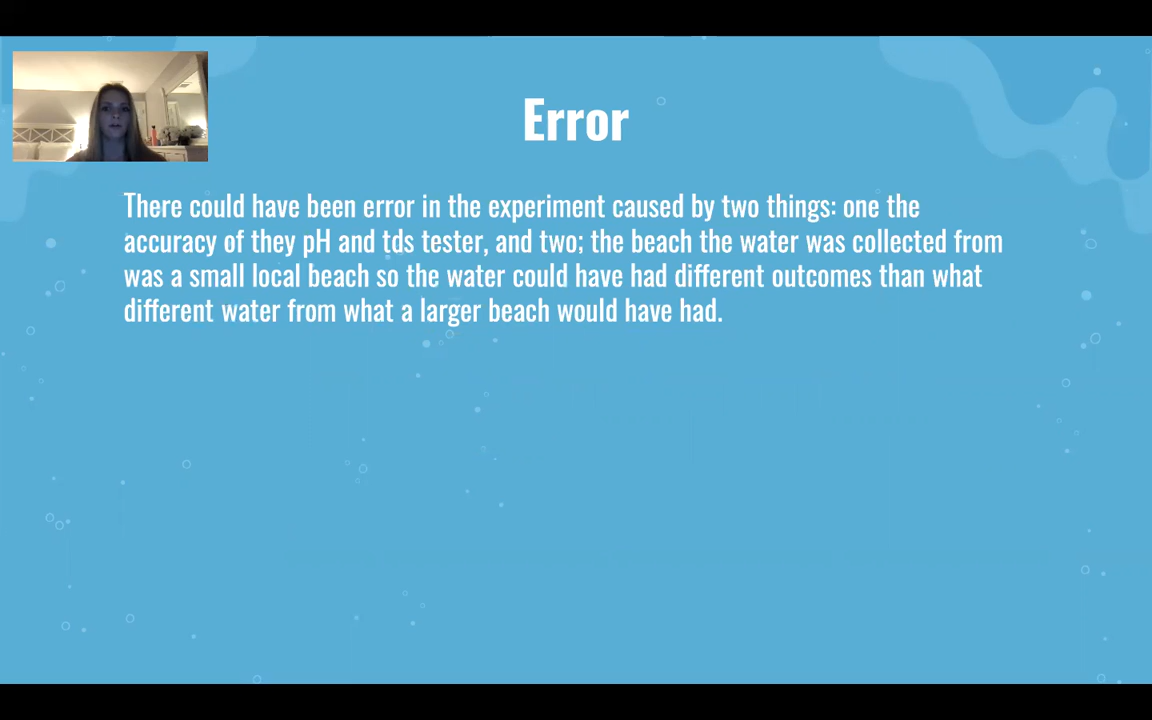 Error
There could have been error in the experiment caused by two things: one the
accuracy of they pH and tds tester, and two; the beach the water was collected from
was a small local beach so the water could have had different outcomes than what
different water from what a larger beach would have had.